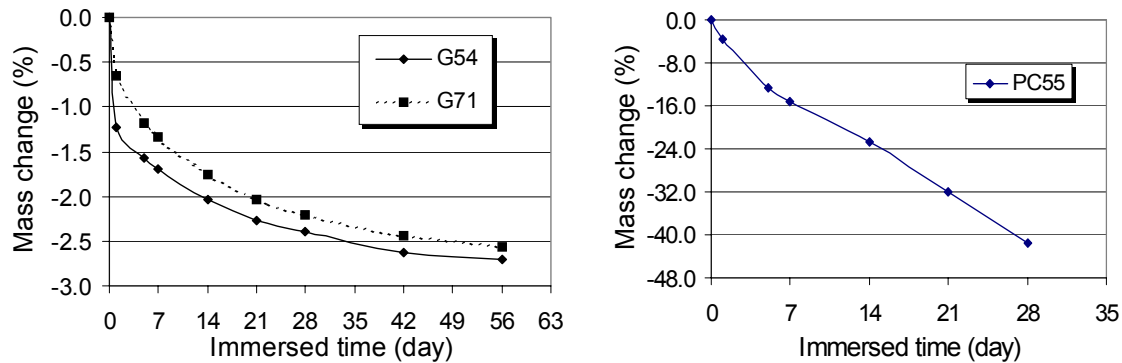 Mass change (%)
0.0
-0.5
-1.0
-1.5
-2.0
-2.5
-3.0
G54
G71
0 7 14 21 28 35 42 49 56 63
Immersed time (day)
Mass change (%)
0.0
-8.0
-16.0
-24.0
-32.0
-40.0
-48.0
PC55
0 7 14 21 28 35
Immersed time (day)